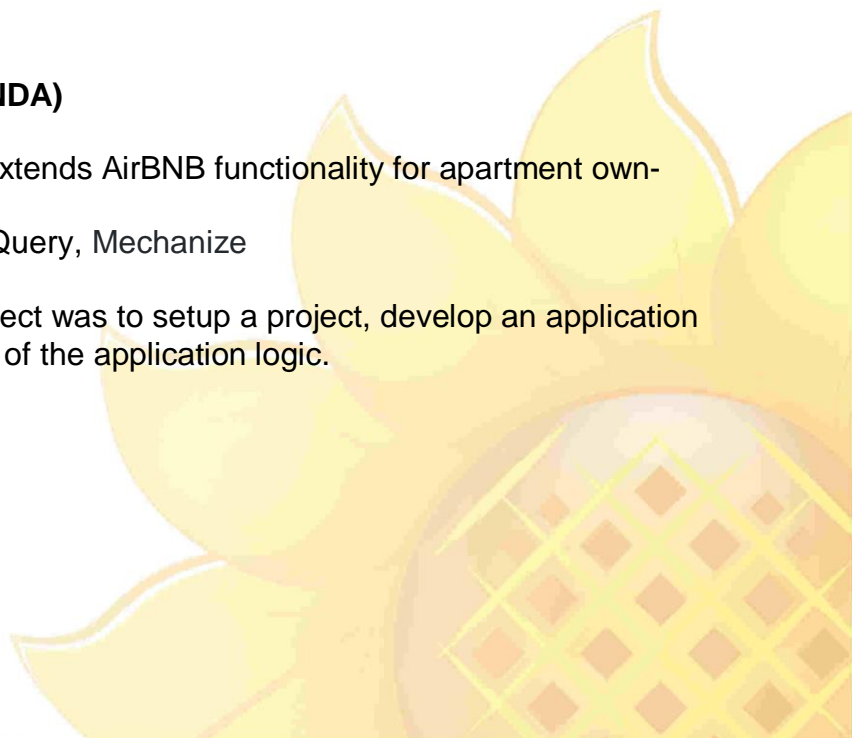 NDA)
xtends AirBNB functionality for apartment own-
Query, Mechanize
ect was to setup a project, develop an application
of the application logic.